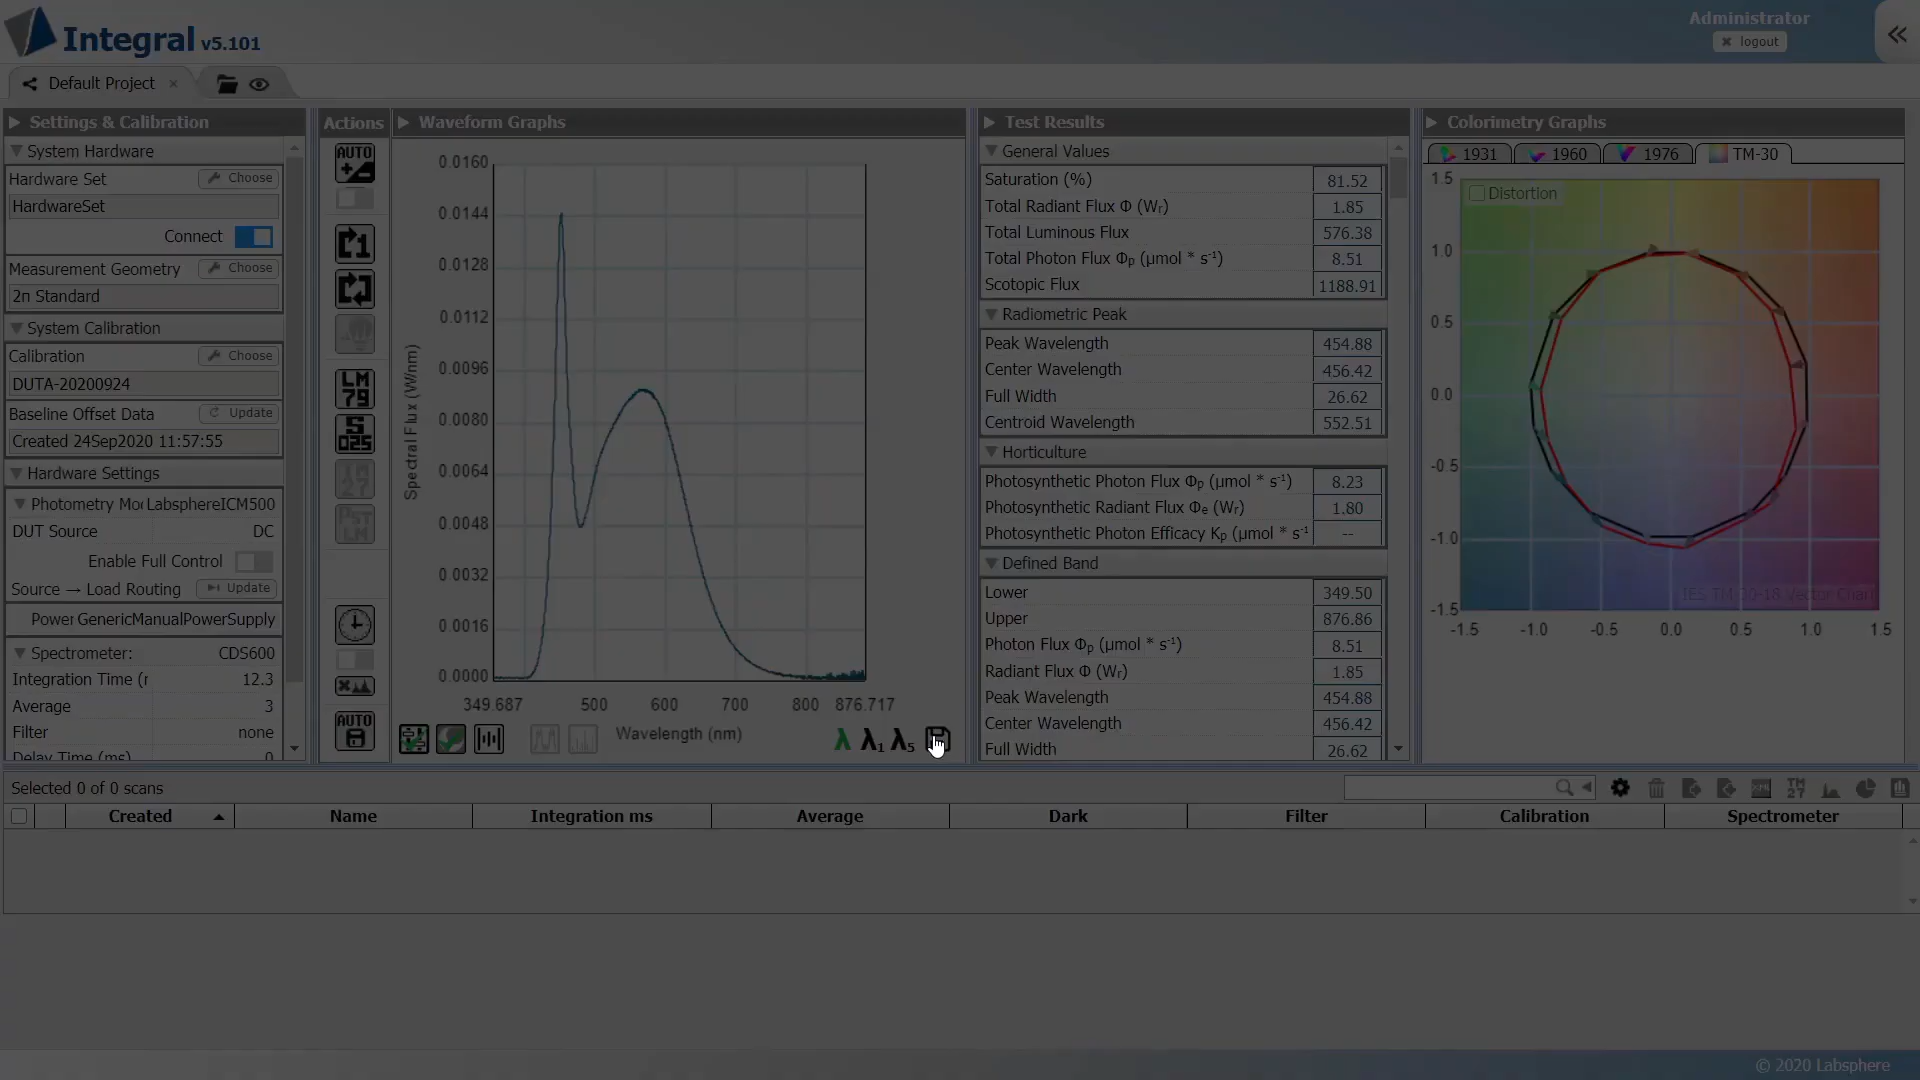 Integral v5.101
Administrator
logout
Default Project
Settings & Calibration
System Hardware
Hardware Set
Choose
HardwareSet
Connect
Measurement Geometry
Choose
2π Standard
System Calibration
Calibration
Choose
DUTA-20200924
Baseline Offset Data
Update
Created 24Sep2020 11:57:55
Hardware Settings
Photometry Mo LabsphereICM500
DUT Source DC
Enable Full Control
Source → Load Routing
Update
Power GenericManualPowerSupply
Spectrometer: CDS600
Integration Time (r 12.3
Average 3
Filter none
Delay Time (ms) 0
Actions
AUTO
1
LM
79
S
025
AUTO
Waveform Graphs
0.0160
0.0144
0.0128
0.0112
0.0096
0.0080
0.0064
0.0048
0.0032
0.0016
0.0000
Spectral Flux (W/nm)
349.687 500 600 700 800 876.717
Wavelength (nm)
λ λ1 λ5
Test Results
General Values
Saturation (%) 81.52
Total Radiant Flux Φ (Wr) 1.85
Total Luminous Flux 576.38
Total Photon Flux Φp (µmol * s-1) 8.51
Scotopic Flux 1188.91
Radiometric Peak
Peak Wavelength 454.88
Center Wavelength 456.42
Full Width 26.62
Centroid Wavelength 552.51
Horticulture
Photosynthetic Photon Flux Φp (µmol * s-1) 8.23
Photosynthetic Radiant Flux Φe (Wr) 1.80
Photosynthetic Photon Efficacy Kp (µmol * s-1 --
Defined Band
Lower 349.50
Upper 876.86
Photon Flux Φp (µmol * s-1) 8.51
Radiant Flux Φ (Wr) 1.85
Peak Wavelength 454.88
Center Wavelength 456.42
Full Width 26.62
Colorimetry Graphs
1931 1960 1976 TM-30
Distortion
1.5
1.0
0.5
0.0
-0.5
-1.0
-1.5
IES TM-30-18 Vector Chart
-1.5 -1.0 -0.5 0.0 0.5 1.0 1.5
Selected 0 of 0 scans
TM
27
Created Name Integration ms Average Dark Filter Calibration Spectrometer
© 2020 Labsphere